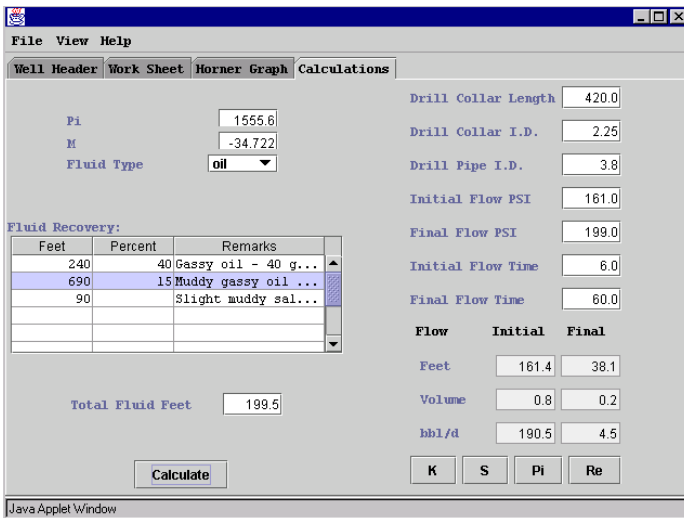 File View Help
Well Header Work Sheet Horner Graph Calculations
Pi 1555.6
M -34.722
Fluid Type oil
Fluid Recovery:
Feet Percent Remarks
240 40 Gassy oil - 40 g...
690 15 Muddy gassy oil ...
90 Slight muddy sal...
Total Fluid Feet 199.5
Calculate
Drill Collar Length 420.0
Drill Collar I.D. 2.25
Drill Pipe I.D. 3.8
Initial Flow PSI 161.0
Final Flow PSI 199.0
Initial Flow Time 6.0
Final Flow Time 60.0
Flow Initial Final
Feet 161.4 38.1
Volume 0.8 0.2
bbl/d 190.5 4.5
K S Pi Re
Java Applet Window